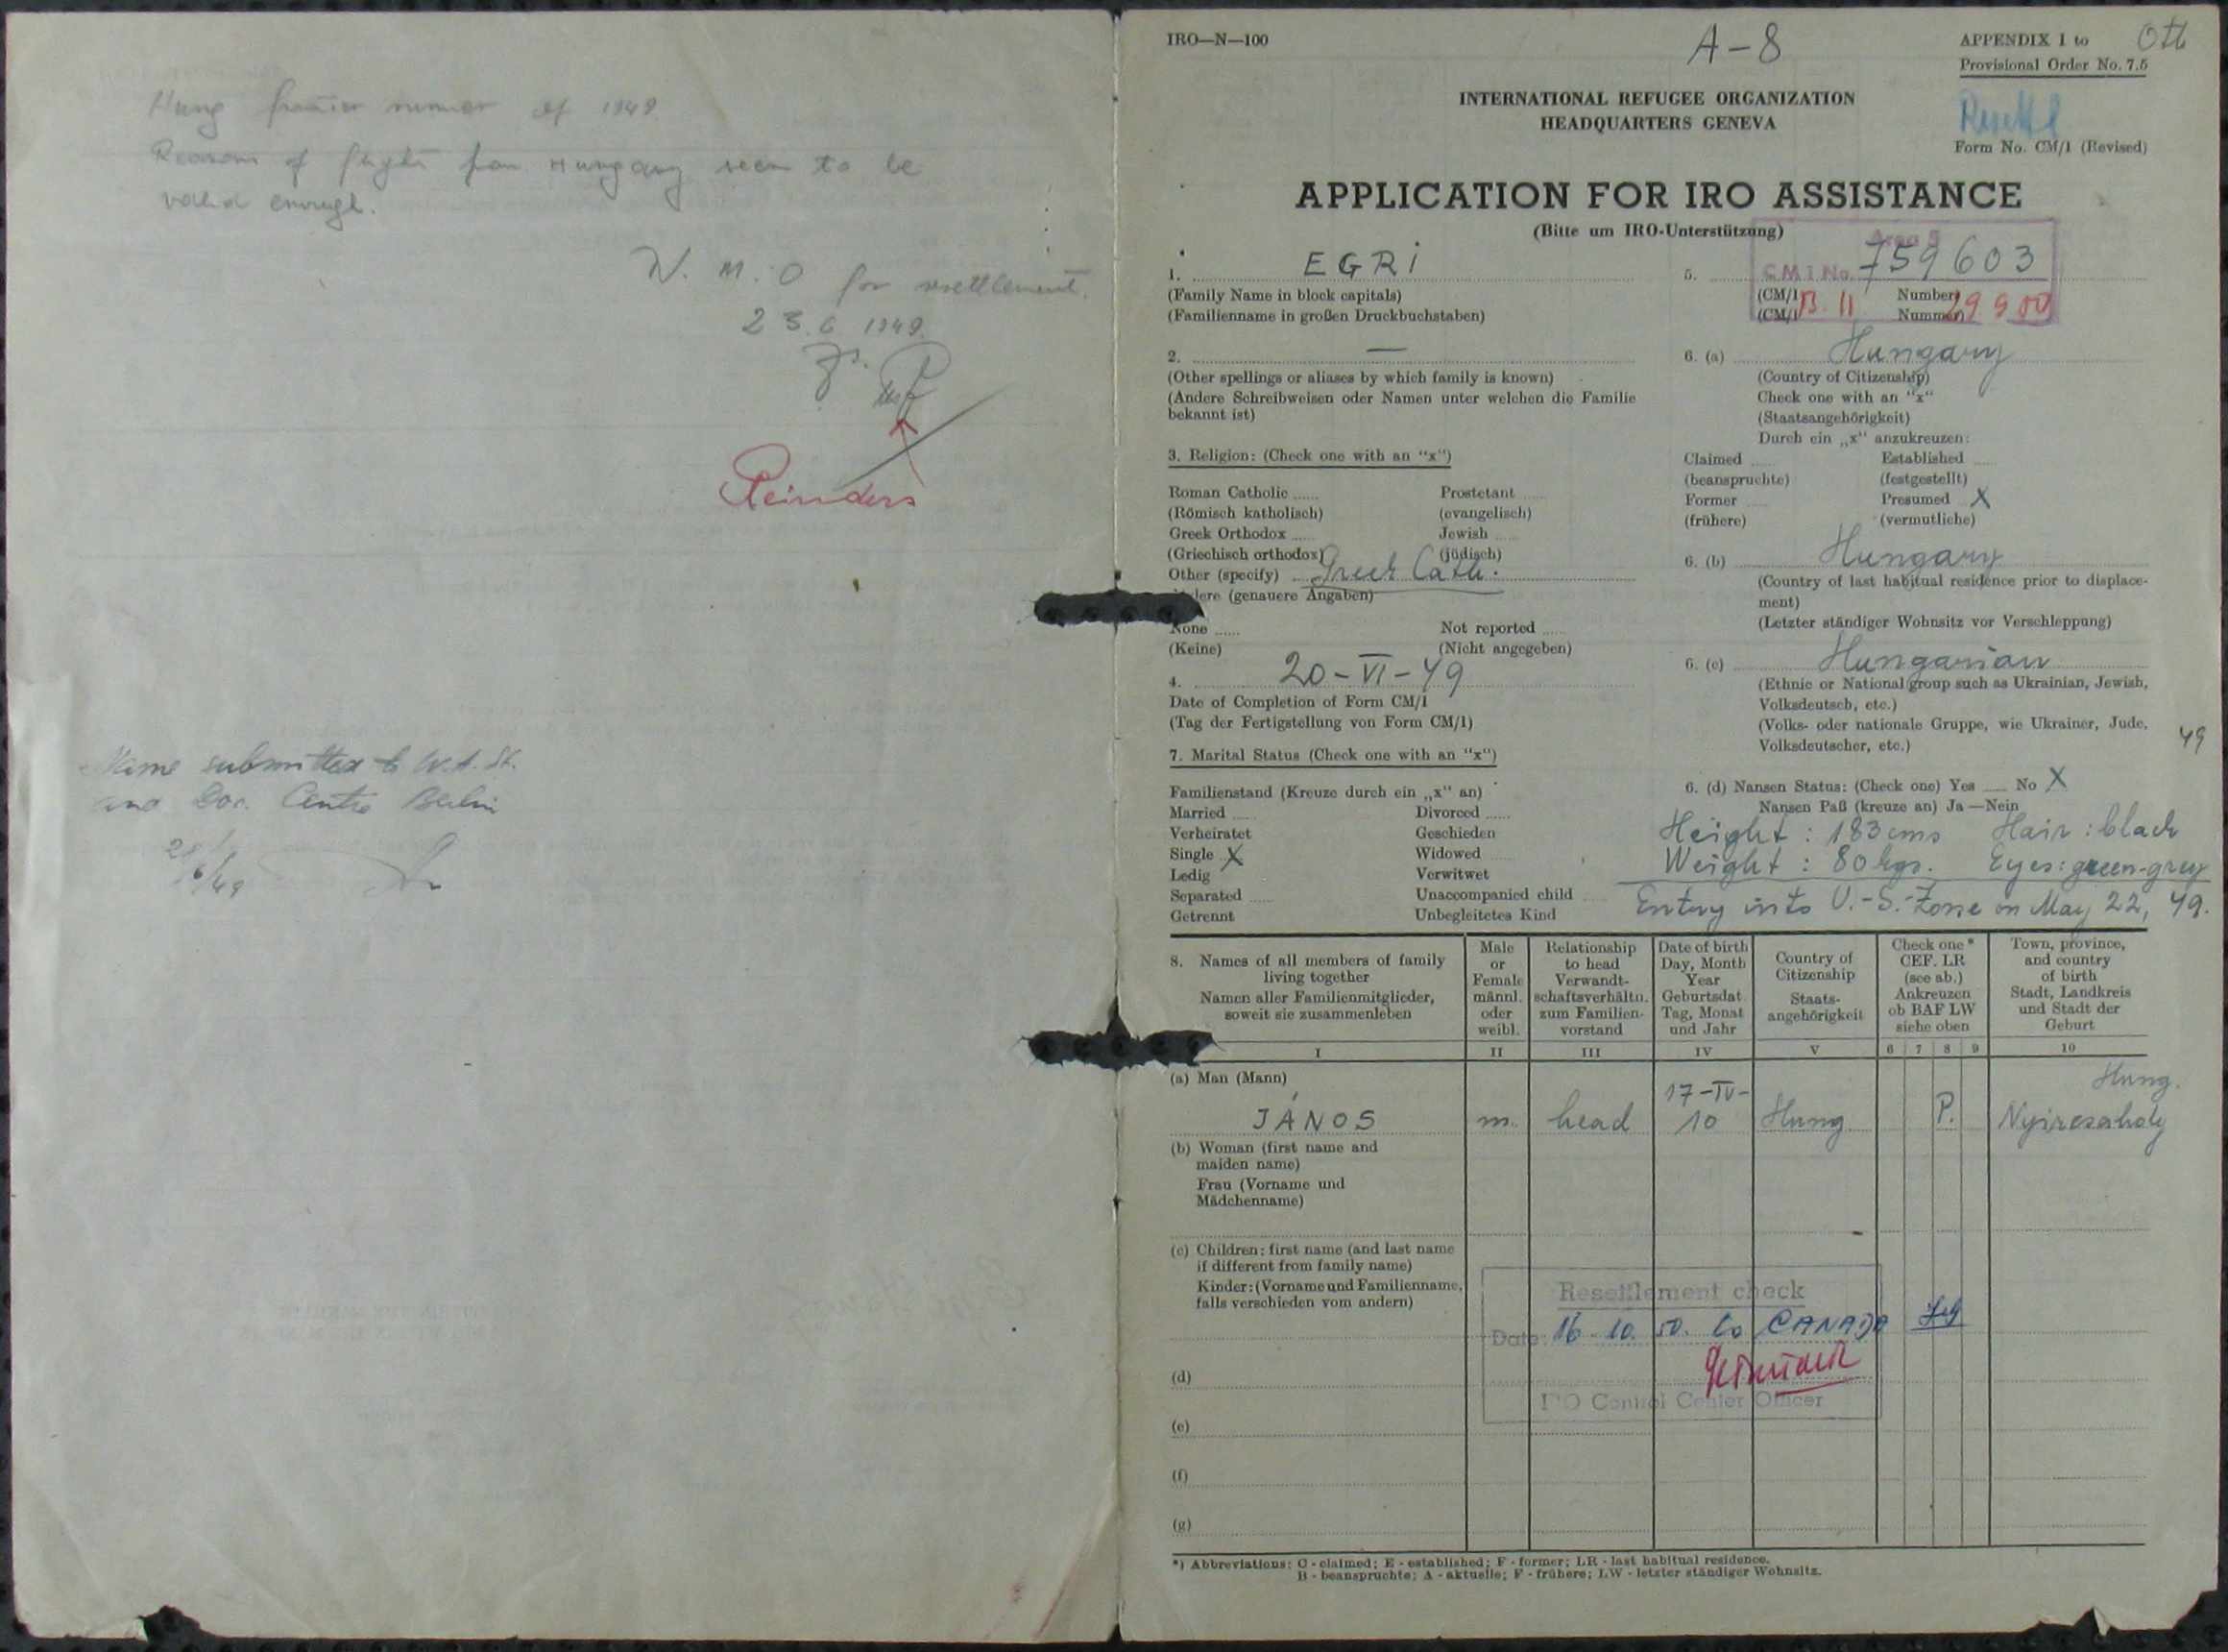 Hung frontier runner of 1949
Reasons of flight from Hungary seem to be
valid enough.
W. M. O for resettlement.
23.6 1949.
Reinders
Name submitted to W.A.St.
and Doc. Centre Berlin
21/6/49
IRO—N—100
A-8
APPENDIX 1 to
Provisional Order No. 7.5
INTERNATIONAL REFUGEE ORGANIZATION
HEADQUARTERS GENEVA
Resettl
Form No. CM/1 (Revised)
APPLICATION FOR IRO ASSISTANCE
(Bitte um IRO-Unterstützung)
1. EGRI
(Family Name in block capitals)
(Familienname in großen Druckbuchstaben)
2. —
(Other spellings or aliases by which family is known)
(Andere Schreibweisen oder Namen unter welchen die Familie
bekannt ist)
3. Religion: (Check one with an "x")
Roman Catholic ...... Prostetant ......
(Römisch katholisch) (evangelisch)
Greek Orthodox ...... Jewish ......
(Griechisch orthodox) (jüdisch)
Other (specify) Greek Cath.
(genauere Angaben)
None ...... Not reported ......
(Keine) (Nicht angegeben)
4. 20-VI-49
Date of Completion of Form CM/1
(Tag der Fertigstellung von Form CM/1)
7. Marital Status (Check one with an "x")
Familienstand (Kreuze durch ein „x" an)
Married ...... Divorced ......
Verheiratet Geschieden
Single X Widowed ......
Ledig Verwitwet
Separated ...... Unaccompanied child ......
Getrennt Unbegleitetes Kind
Area 5
5. C.M.1 No. 759603
(CM/1 Number)
(CM/1 Nummer)
B. 11 29900
6. (a) Hungary
(Country of Citizenship)
Check one with an "x"
(Staatsangehörigkeit)
Durch ein „x" anzukreuzen:
Claimed ...... Established ......
(beanspruchte) (festgestellt)
Former ...... Presumed X
(frühere) (vermutliche)
6. (b) Hungary
(Country of last habitual residence prior to displace-
ment)
(Letzter ständiger Wohnsitz vor Verschleppung)
6. (c) Hungarian
(Ethnic or National group such as Ukrainian, Jewish,
Volksdeutsch, etc.)
(Volks- oder nationale Gruppe, wie Ukrainer, Jude,
Volksdeutscher, etc.)
49
6. (d) Nansen Status: (Check one) Yes ...... No X
Nansen Paß (kreuze an) Ja — Nein
Height : 183 cms Hair : black
Weight : 80 kgs. Eyes: green-grey
Entry into U.-S.-Zone on May 22, 49.
8. Names of all members of family
living together
Namen aller Familienmitglieder,
soweit sie zusammenleben
Male
or
Female
männl.
oder
weibl.
Relationship
to head
Verwandt-
schaftsverhältn.
zum Familien-
vorstand
Date of birth
Day, Month
Year
Geburtsdat.
Tag, Monat
und Jahr
Country of
Citizenship
Staats-
angehörigkeit
Check one *
CEF. LR
(see ab.)
Ankreuzen
ob BAF LW
siehe oben
Town, province,
and country
of birth
Stadt, Landkreis
und Stadt der
Geburt
I II III IV V 6 7 8 9 10
(a) Man (Mann)
JÁNOS m. head 17-IV-10 Hung. P. Hung. Nyircsaholy
(b) Woman (first name and
maiden name)
Frau (Vorname und
Mädchenname)
(c) Children: first name (and last name
if different from family name)
Kinder: (Vorname und Familienname,
falls verschieden vom andern)
Resettlement check
Date: 16. 10. 50. to CANADA
IRO Control Center Officer
(d)
(e)
(f)
(g)
*) Abbreviations: C - claimed; E - established; F - former; LR - last habitual residence.
B - beanspruchte; A - aktuelle; F - frühere; LW - letzter ständiger Wohnsitz.